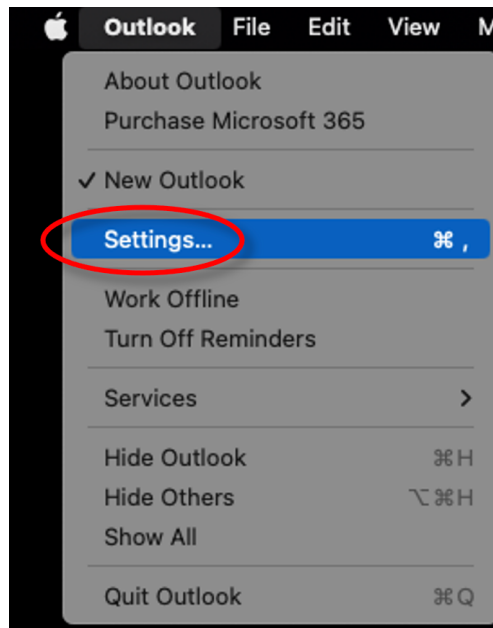 Outlook File Edit View M
About Outlook
Purchase Microsoft 365
✓ New Outlook
Settings... ⌘ ,
Work Offline
Turn Off Reminders
Services >
Hide Outlook ⌘H
Hide Others ⌥⌘H
Show All
Quit Outlook ⌘Q